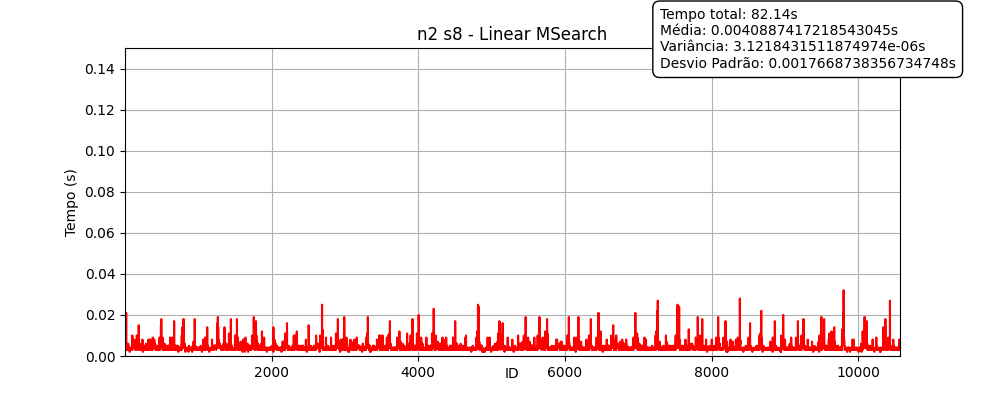 Tempo total: 82.14s
Média: 0.0040887417218543045s
Variância: 3.1218431511874974e-06s
Desvio Padrão: 0.0017668738356734748s
n2 s8 - Linear MSearch
0.14
0.12
0.10
0.08
0.06
0.04
0.02
0.00
Tempo (s)
2000
4000
6000
8000
10000
ID